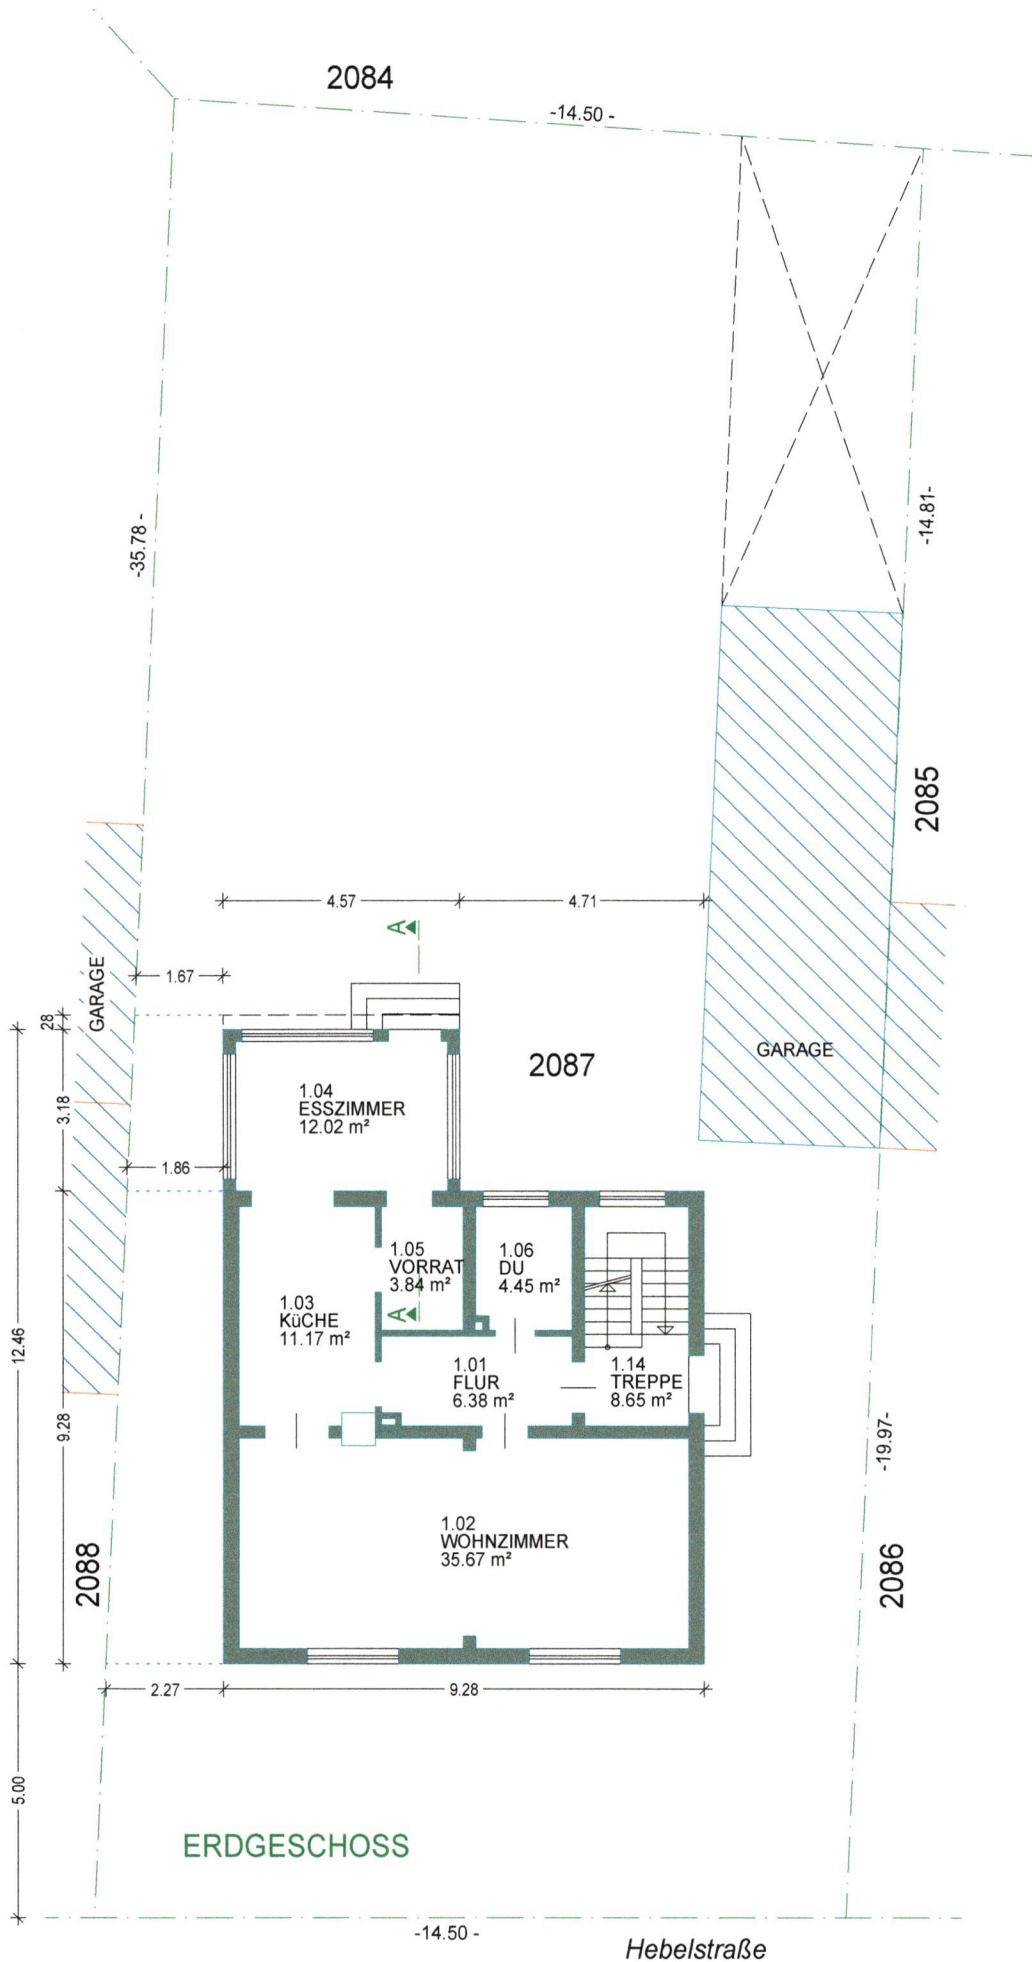 2084
-14.50 -
-35.78 -
-14.81-
2085
4.57
4.71
A
1.67
GARAGE
28
2087
GARAGE
1.04
ESSZIMMER
12.02 m²
3.18
1.86
1.05
VORRAT
3.84 m²
1.06
DU
4.45 m²
1.03
KüCHE
11.17 m²
A
12.46
1.01
FLUR
6.38 m²
1.14
TREPPE
8.65 m²
9.28
-19.97-
1.02
WOHNZIMMER
35.67 m²
2088
2086
2.27
9.28
5.00
ERDGESCHOSS
-14.50 -
Hebelstraße